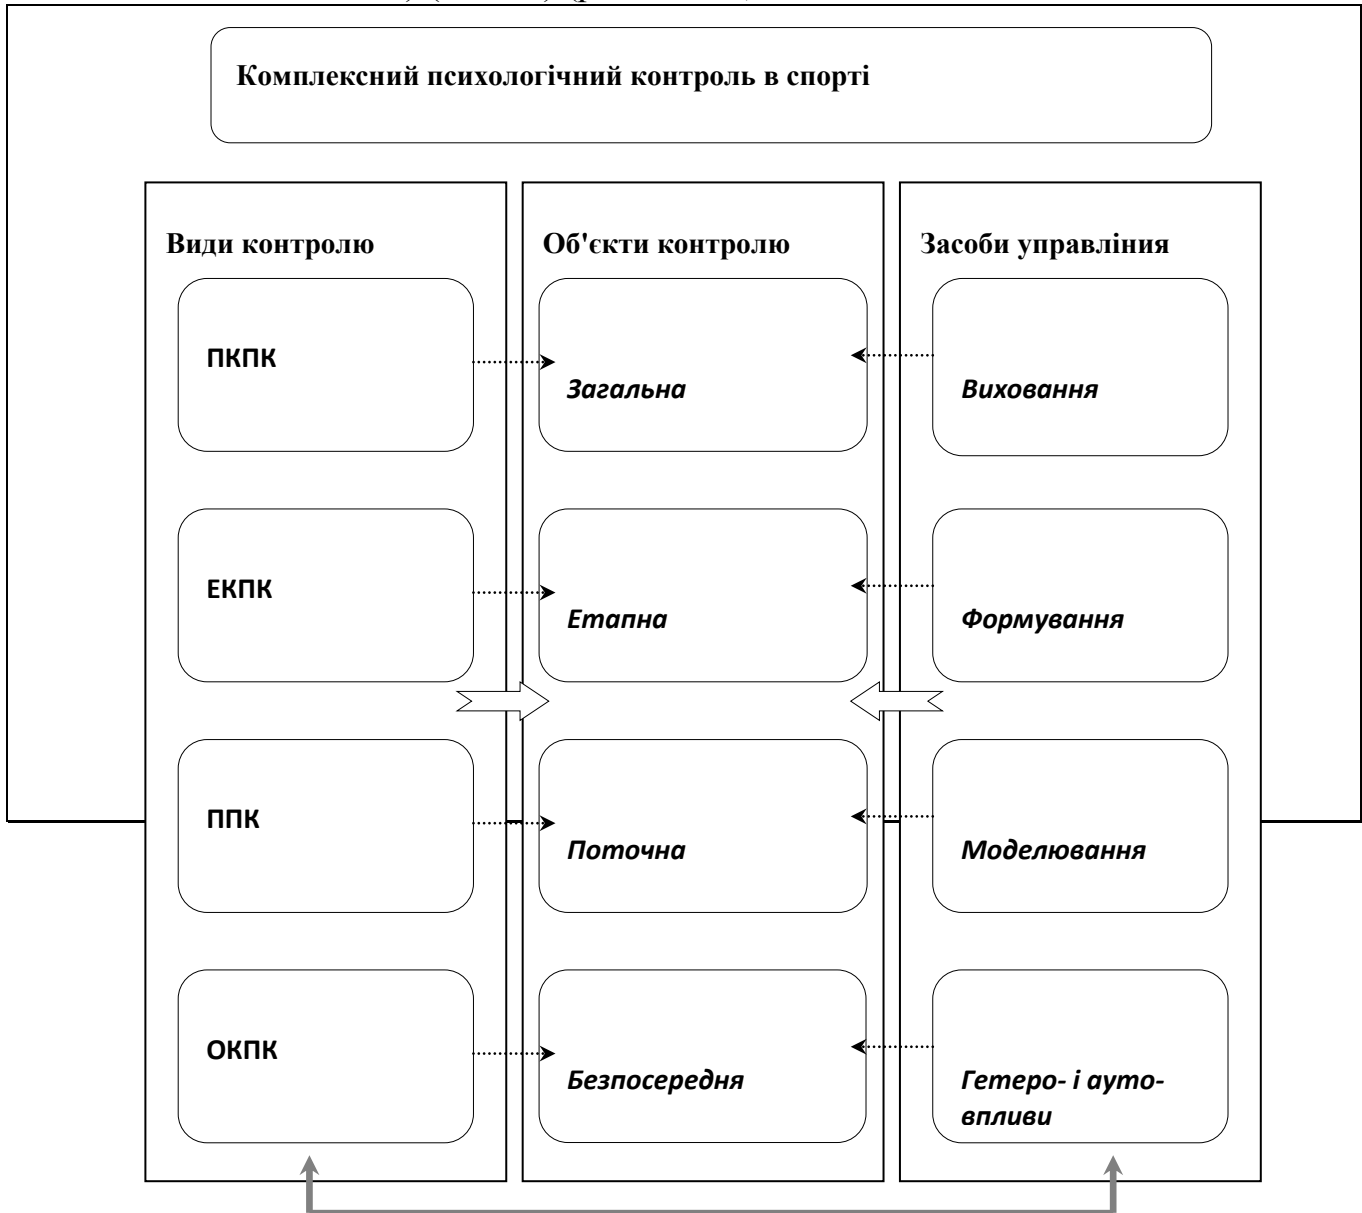 Комплексний психологічний контроль в спорті
Види контролю
Об'єкти контролю
Засоби управління
ПКПК
Загальна
Виховання
ЕКПК
Етапна
Формування
ППК
Поточна
Моделювання
ОКПК
Безпосередня
Гетеро- і ауто-
впливи